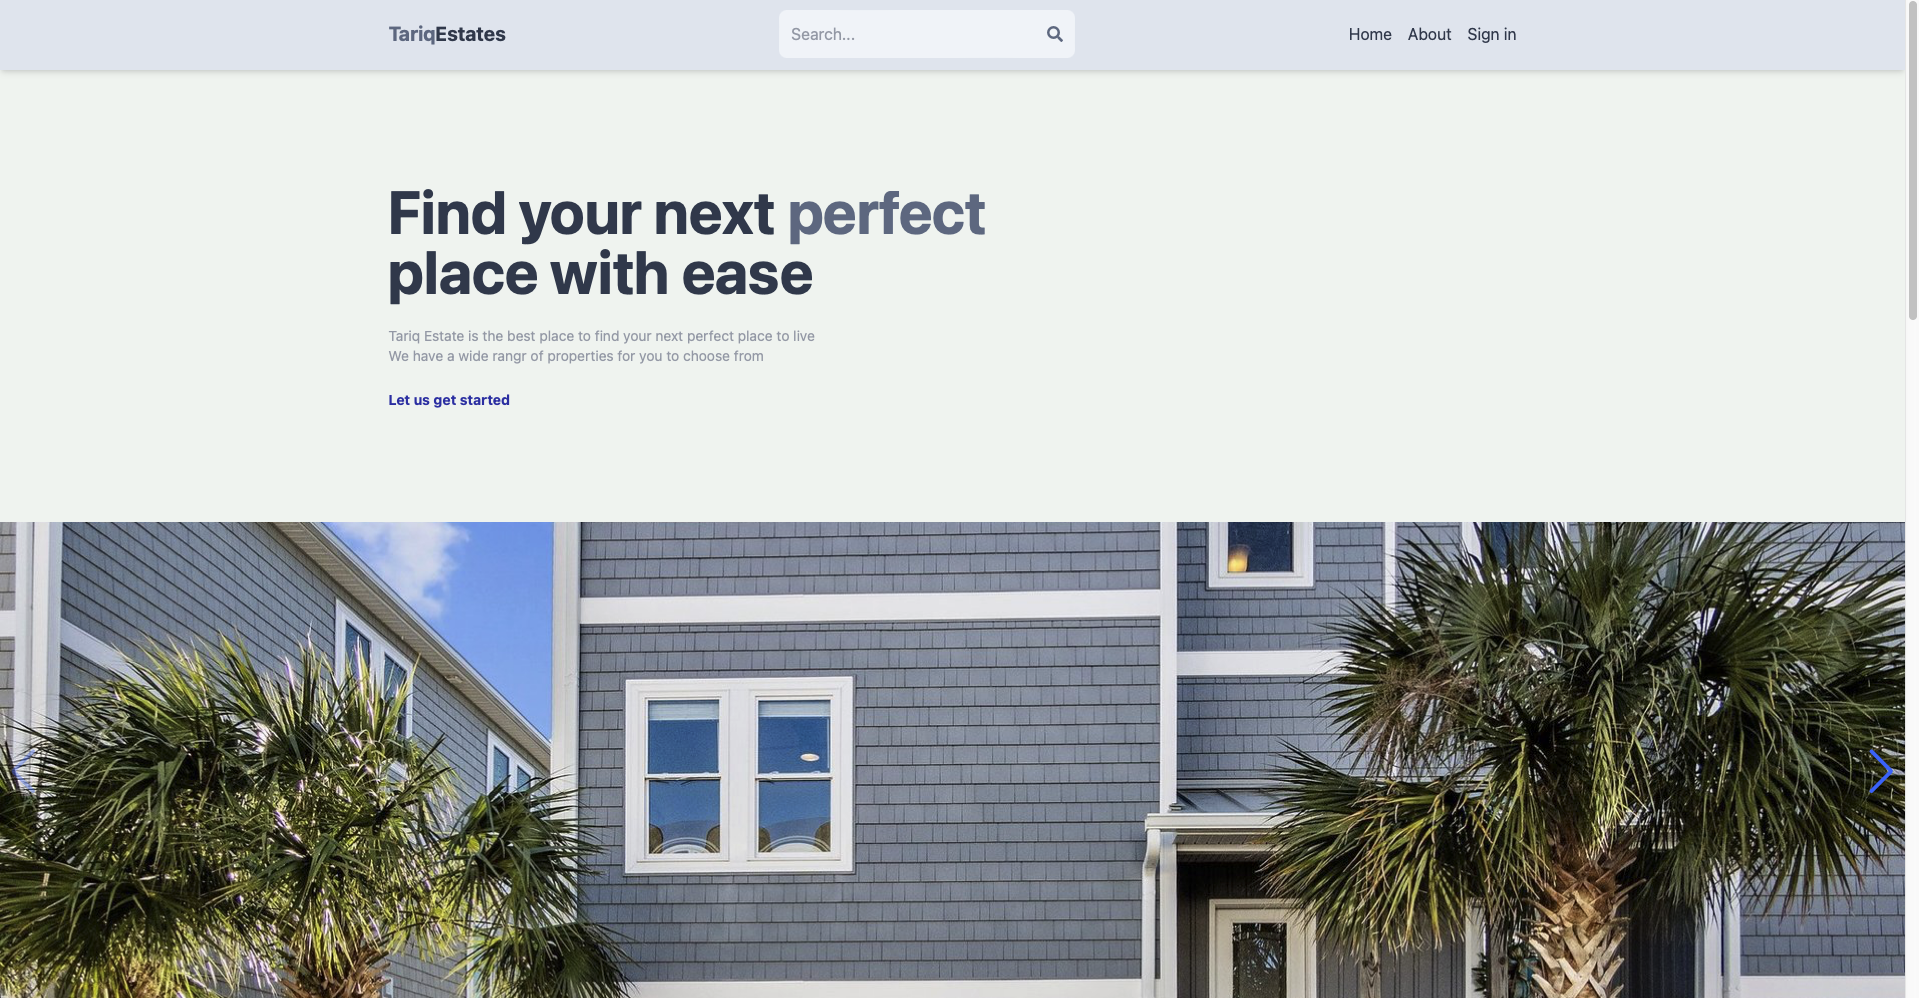 TariqEstates
Search...
Home About Sign in
Find your next perfect
place with ease
Tariq Estate is the best place to find your next perfect place to live
We have a wide rangr of properties for you to choose from
Let us get started